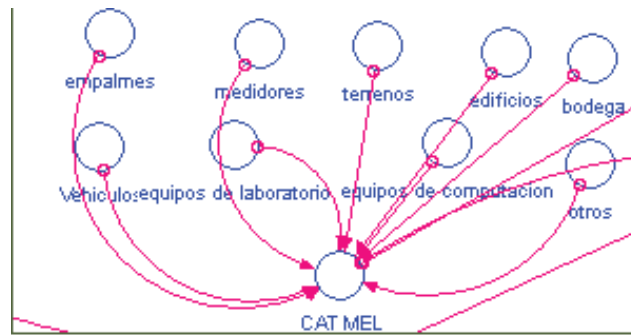 empalmes
medidores
terrenos
edificios
bodega
Vehiculos
equipos de laboratorio
equipos de computacion
otros
CAT MEL